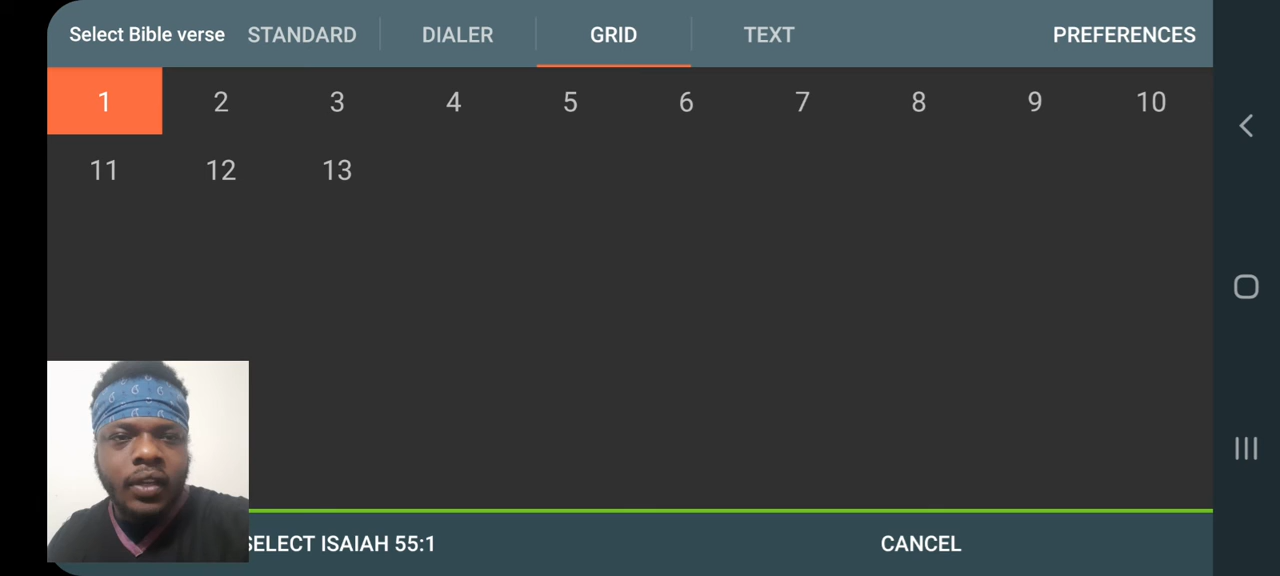 Select Bible verse STANDARD DIALER GRID TEXT PREFERENCES
1 2 3 4 5 6 7 8 9 10
11 12 13
SELECT ISAIAH 55:1 CANCEL